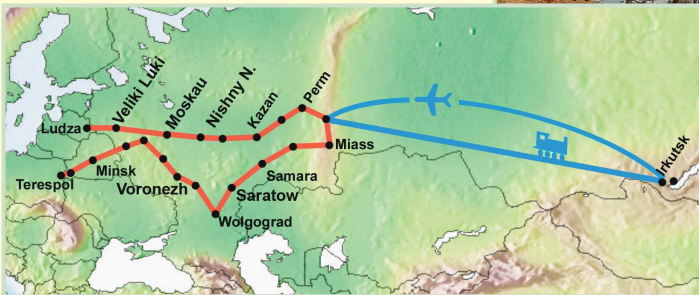 Ludza
Veliki Luki
Moskau
Nishny N.
Kazan
Perm
Miass
Samara
Saratow
Wolgograd
Voronezh
Minsk
Terespol
Irkutsk